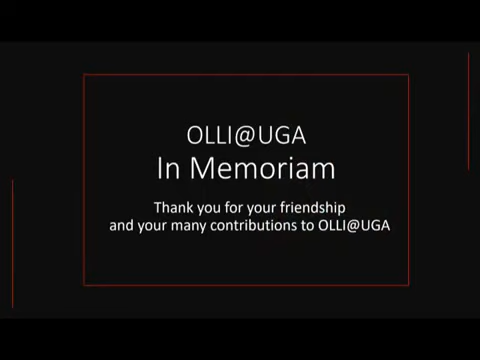 OLLI@UGA
In Memoriam
Thank you for your friendship
and your many contributions to OLLI@UGA